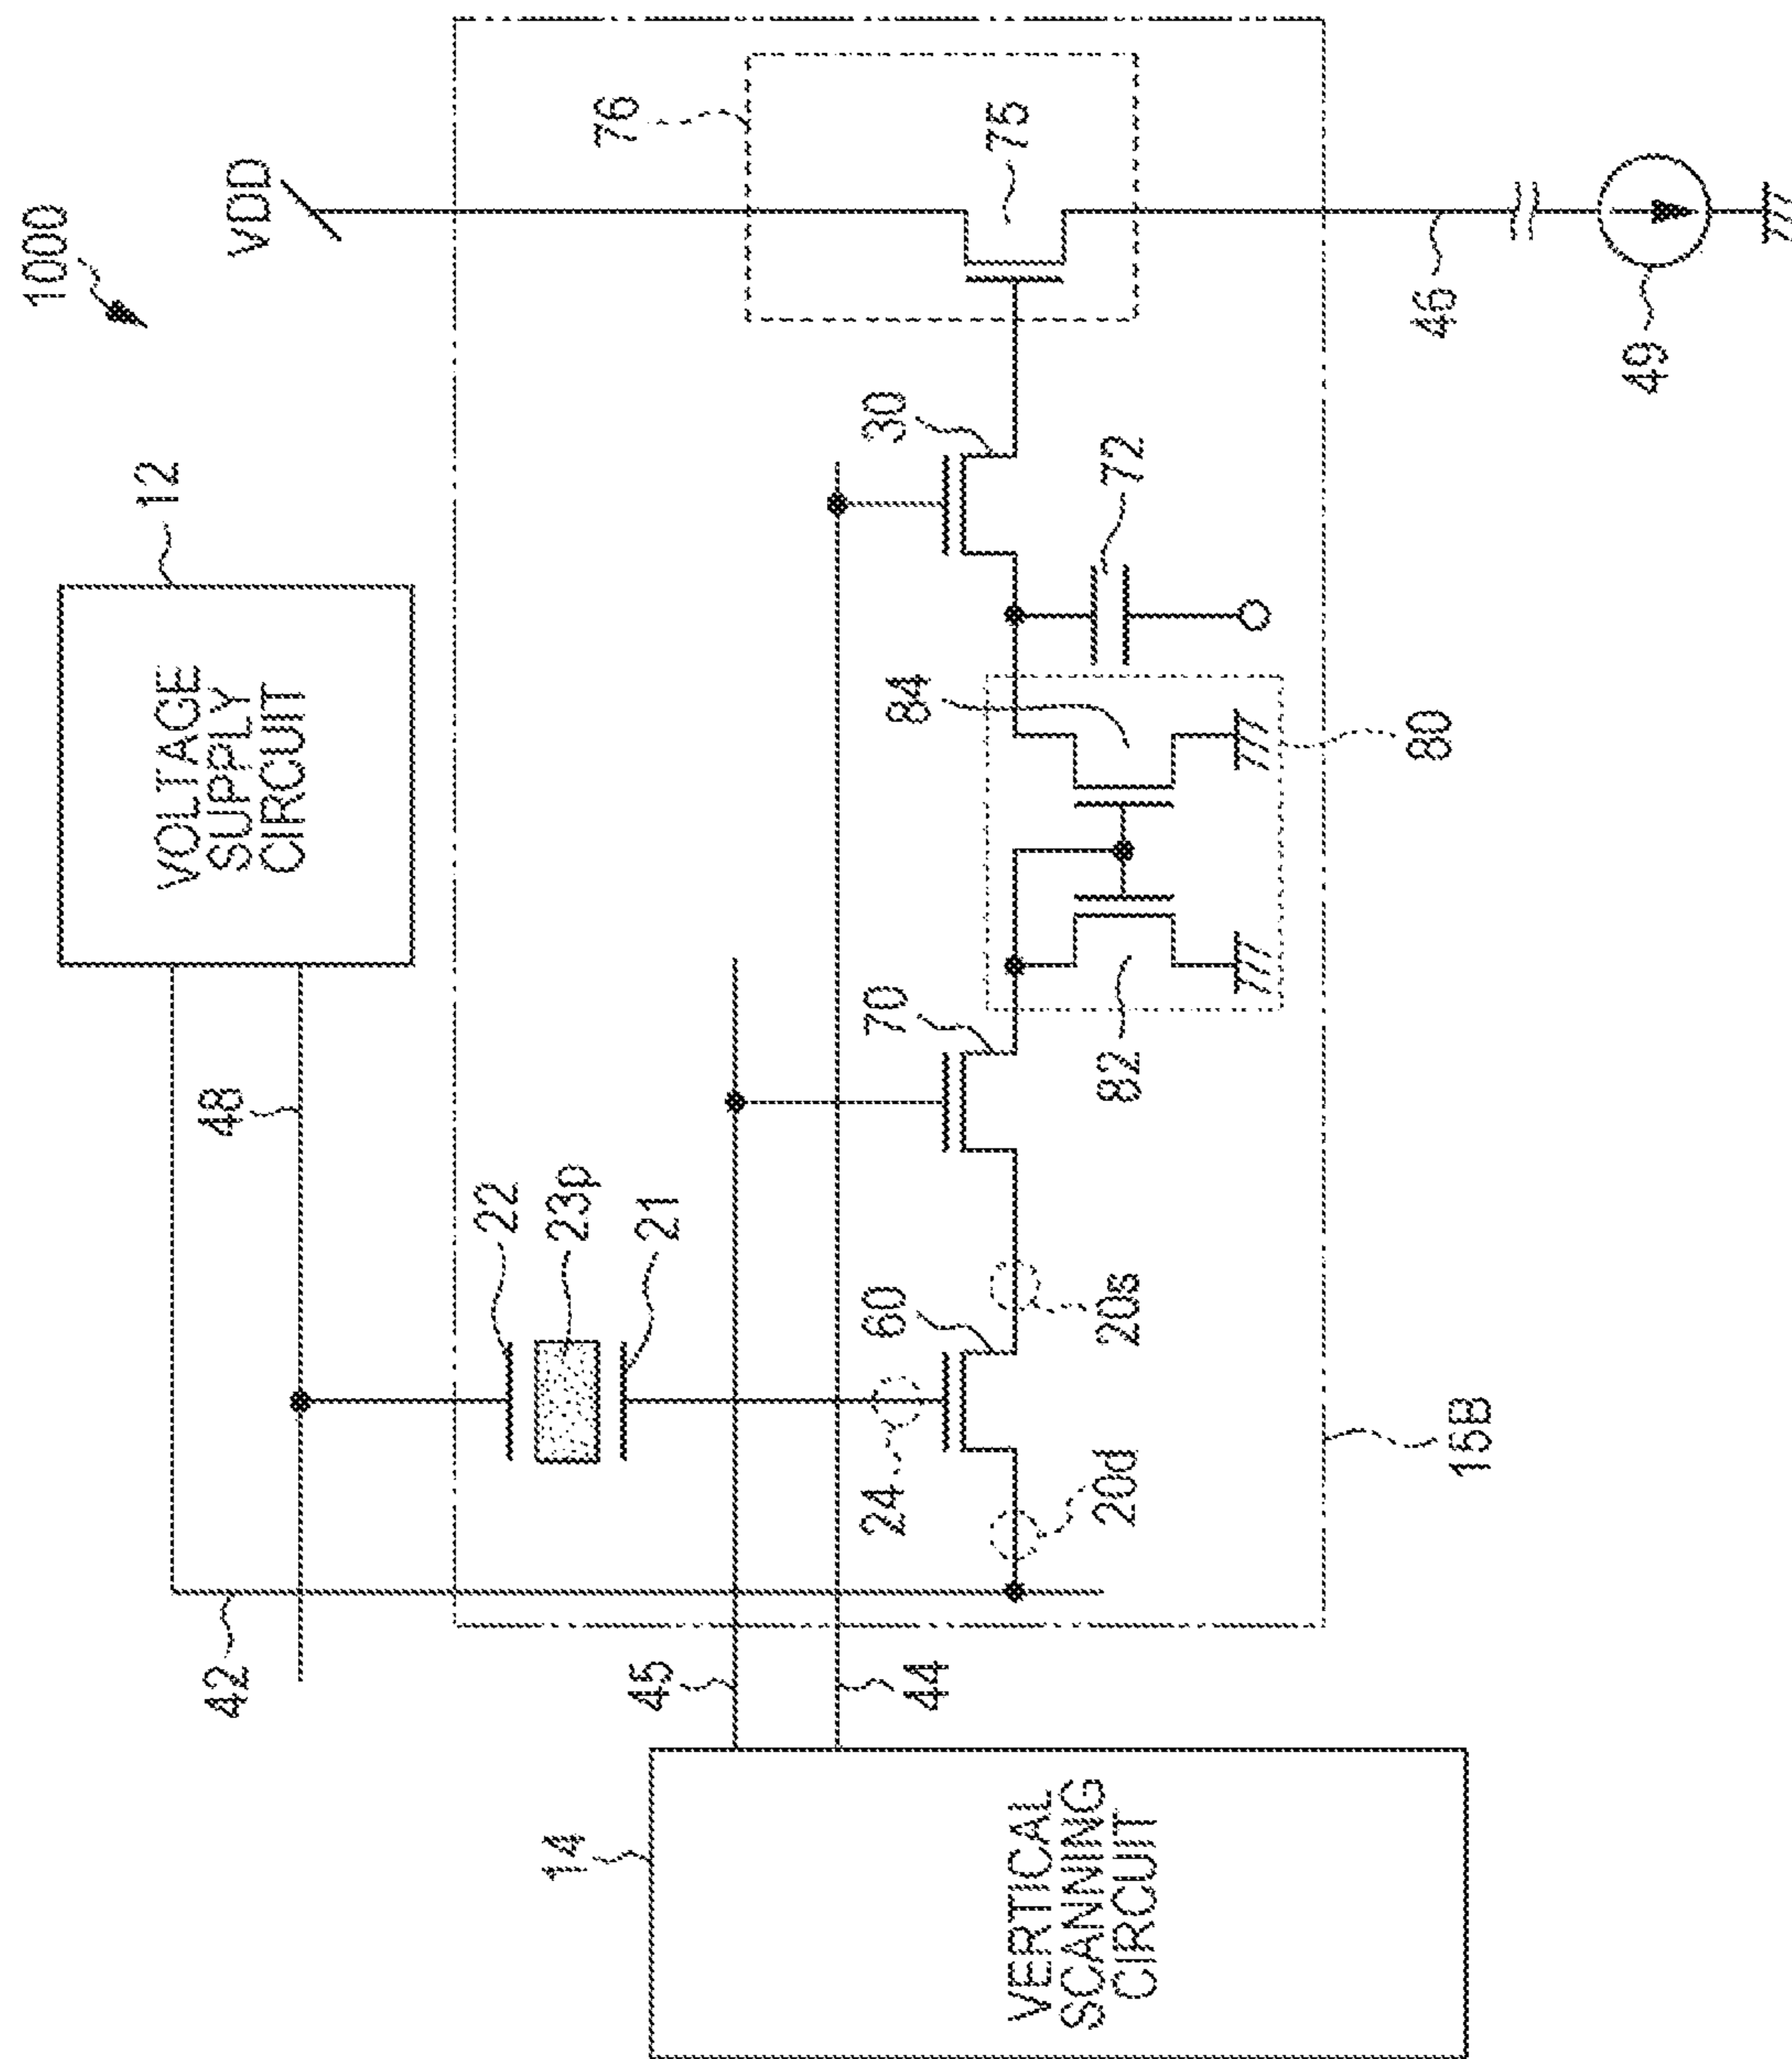 1000
VDD
12
VOLTAGE
SUPPLY
CIRCUIT
48
42
76
75
22
23p
21
45
44
14
VERTICAL
SCANNING
CIRCUIT
24
60
70
84
30
72
20d
20s
82
80
46
49
15B